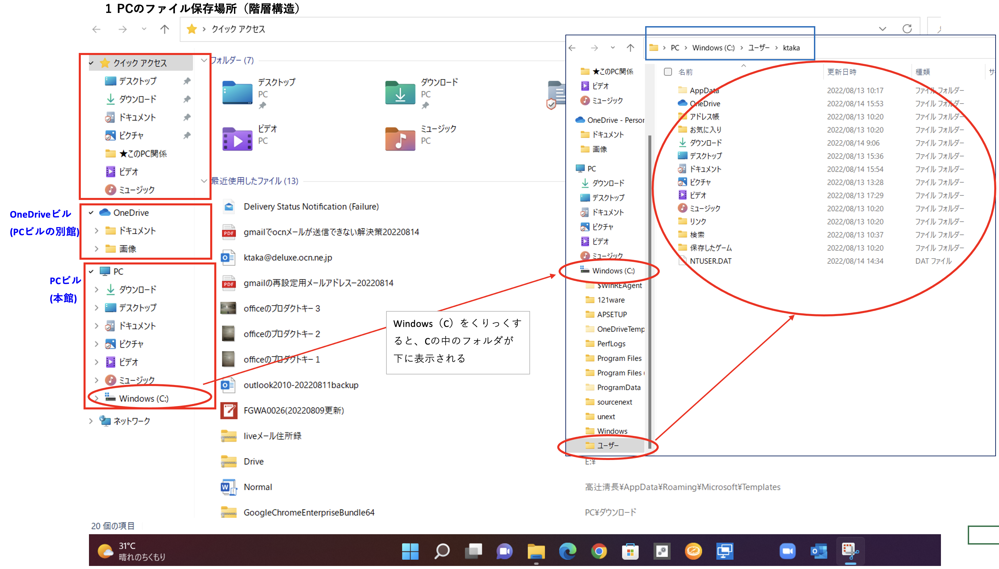 1 PCのファイル保存場所（階層構造）
クイック アクセス
クイック アクセス
デスクトップ
ダウンロード
ドキュメント
ピクチャ
★このPC関係
ビデオ
ミュージック
OneDriveビル
(PCビルの別館)
OneDrive
ドキュメント
画像
PCビル
(本館)
PC
ダウンロード
デスクトップ
ドキュメント
ピクチャ
ビデオ
ミュージック
Windows (C:)
ネットワーク
フォルダー (7)
デスクトップ
PC
ダウンロード
PC
ビデオ
PC
ミュージック
PC
最近使用したファイル (13)
Delivery Status Notification (Failure)
gmailでocnメールが送信できない解決策20220814
ktaka@deluxe.ocn.ne.jp
gmailの再設定用メールアドレスー20220814
officeのプロダクトキー 3
officeのプロダクトキー 2
officeのプロダクトキー 1
outlook2010-20220811backup
FGWA0026(20220809更新)
liveメール住所録
Drive
E:¥
Normal
高辻清長¥AppData¥Roaming¥Microsoft¥Templates
GoogleChromeEnterpriseBundle64
PC¥ダウンロード
Windows（C）をくりっくす
ると、Cの中のフォルダが
下に表示される
PC › Windows (C:) › ユーザー › ktaka
★このPC関係
ビデオ
ミュージック
OneDrive - Person
ドキュメント
画像
PC
ダウンロード
デスクトップ
ドキュメント
ピクチャ
ビデオ
ミュージック
Windows (C:)
$WinREAgent
121ware
APSETUP
OneDriveTemp
PerfLogs
Program Files
Program Files (
ProgramData
sourcenext
unext
Windows
ユーザー
名前 更新日時 種類 サ
AppData 2022/08/13 10:17 ファイル フォルダー
OneDrive 2022/08/14 15:53 ファイル フォルダー
アドレス帳 2022/08/13 10:20 ファイル フォルダー
お気に入り 2022/08/13 10:20 ファイル フォルダー
ダウンロード 2022/08/14 9:06 ファイル フォルダー
デスクトップ 2022/08/13 15:36 ファイル フォルダー
ドキュメント 2022/08/14 15:54 ファイル フォルダー
ピクチャ 2022/08/13 13:28 ファイル フォルダー
ビデオ 2022/08/13 17:29 ファイル フォルダー
ミュージック 2022/08/13 10:20 ファイル フォルダー
リンク 2022/08/13 10:20 ファイル フォルダー
検索 2022/08/13 10:37 ファイル フォルダー
保存したゲーム 2022/08/13 10:20 ファイル フォルダー
NTUSER.DAT 2022/08/14 14:34 DAT ファイル
20 個の項目
31°C
晴れのちくもり